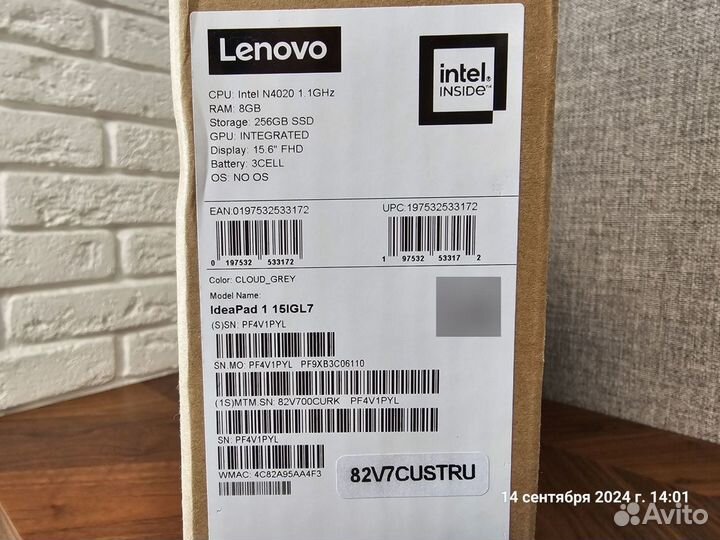 Lenovo
intel.
INSIDE™
CPU: Intel N4020 1.1GHz
RAM: 8GB
Storage: 256GB SSD
GPU: INTEGRATED
Display: 15.6" FHD
Battery: 3CELL
OS: NO OS
EAN:0197532533172
UPC:197532533172
0 197532 533172
1 97532 53317 2
Color: CLOUD_GREY
Model Name:
IdeaPad 1 15IGL7
(S)SN: PF4V1PYL
SN.MO: PF4V1PYL PF9XB3C06110
(1S)MTM.SN: 82V700CURK PF4V1PYL
SN: PF4V1PYL
WMAC: 4C82A95AA4F3
82V7CUSTRU
14 сентября 2024 г. 14:01
Avito